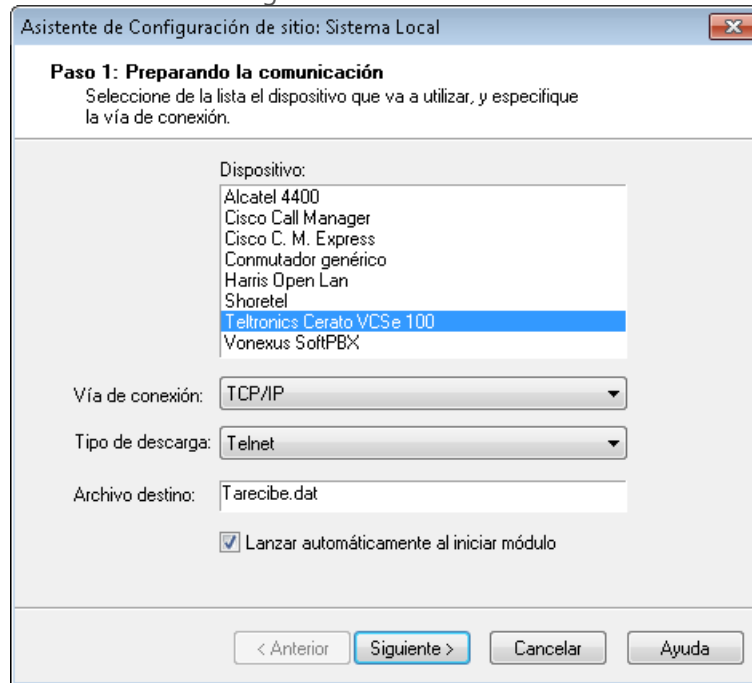 Asistente de Configuración de sitio: Sistema Local
Paso 1: Preparando la comunicación
Seleccione de la lista el dispositivo que va a utilizar, y especifique
la vía de conexión.
Dispositivo:
Alcatel 4400
Cisco Call Manager
Cisco C. M. Express
Conmutador genérico
Harris Open Lan
Shoretel
Teltronics Cerato VCSe 100
Vonexus SoftPBX
Vía de conexión: TCP/IP
Tipo de descarga: Telnet
Archivo destino: Tarecibe.dat
Lanzar automáticamente al iniciar módulo
< Anterior Siguiente > Cancelar Ayuda